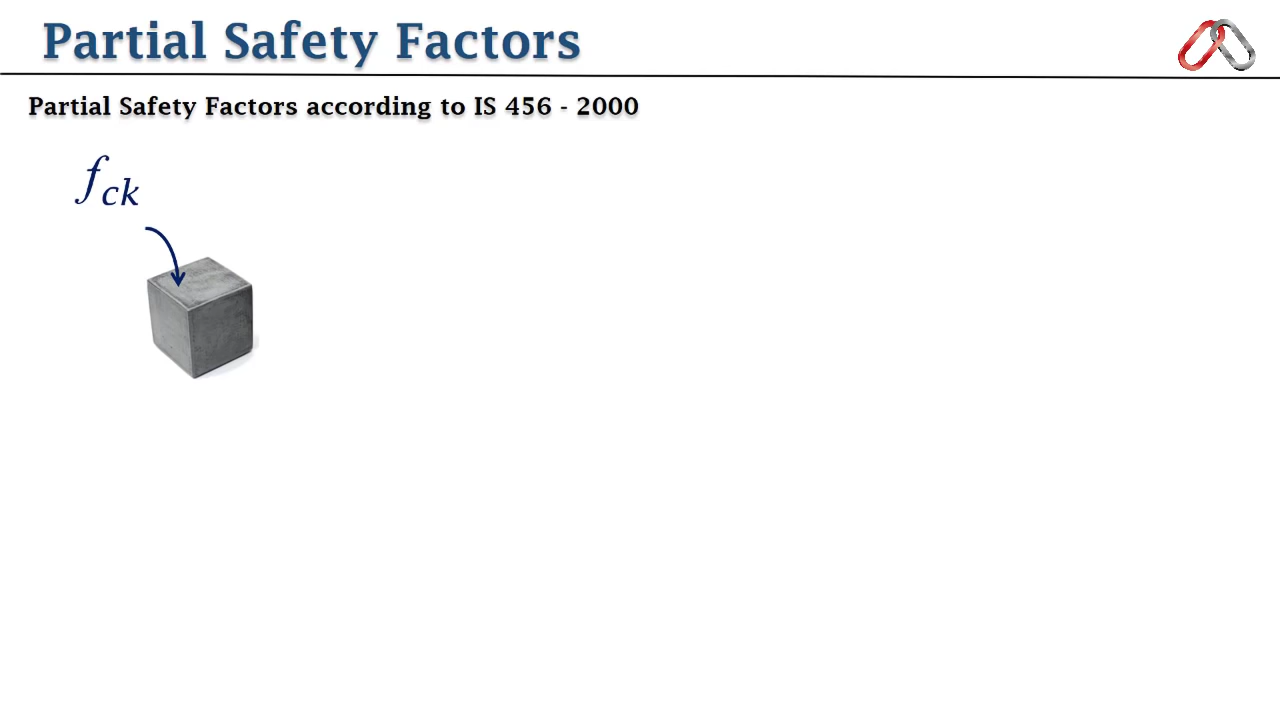 Partial Safety Factors
Partial Safety Factors according to IS 456 - 2000
f_ck